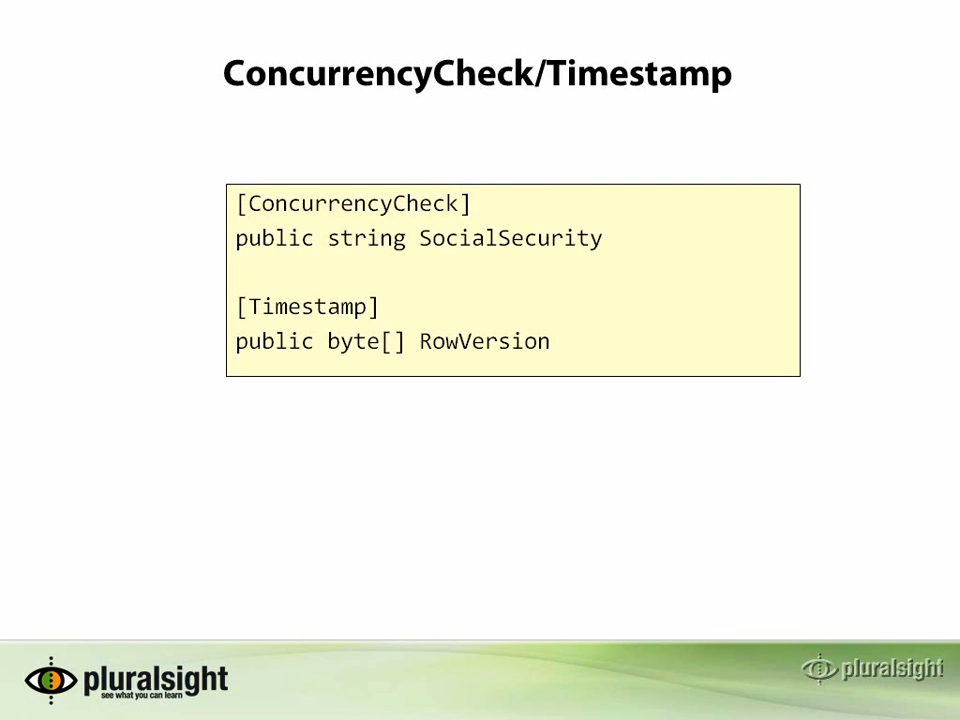 ConcurrencyCheck/Timestamp
[ConcurrencyCheck]
public string SocialSecurity
[Timestamp]
public byte[] RowVersion
pluralsight
see what you can learn
pluralsight